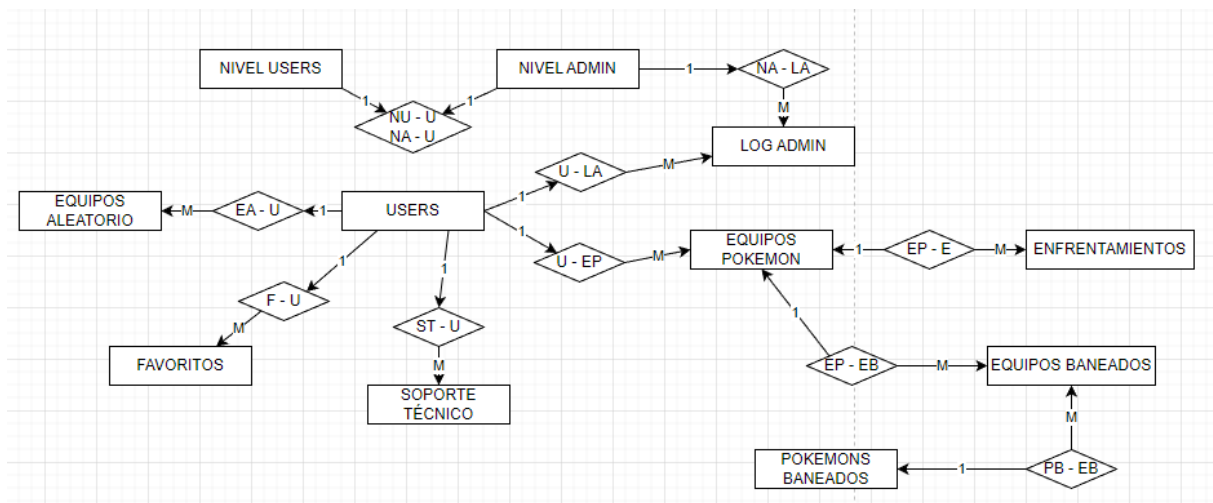 NIVEL USERS
NIVEL ADMIN
1
NA - LA
1
1
NU - U
NA - U
M
LOG ADMIN
U - LA
M
1
EQUIPOS
ALEATORIO
M
EA - U
1
USERS
1
U - EP
M
EQUIPOS
POKEMON
1
EP - E
M
ENFRENTAMIENTOS
1
F - U
M
FAVORITOS
1
ST - U
M
SOPORTE
TÉCNICO
1
EP - EB
M
EQUIPOS BANEADOS
M
POKEMONS
BANEADOS
1
PB - EB